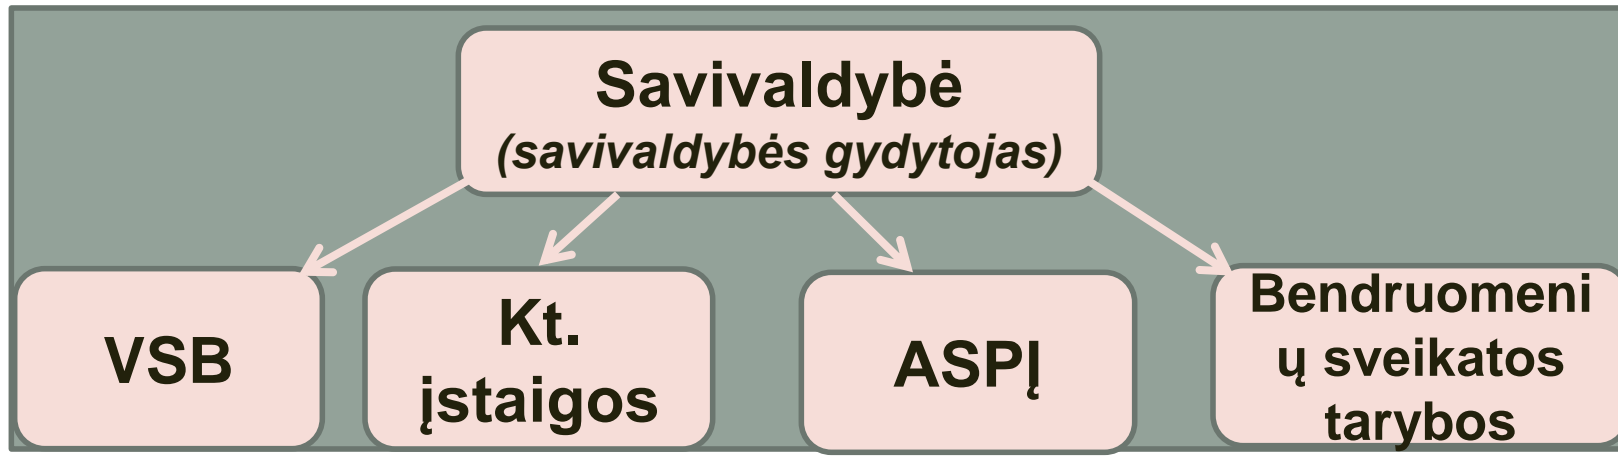 Savivaldybė
(savivaldybės gydytojas)
VSB
Kt.
įstaigos
ASPĮ
Bendruomeni
ų sveikatos
tarybos